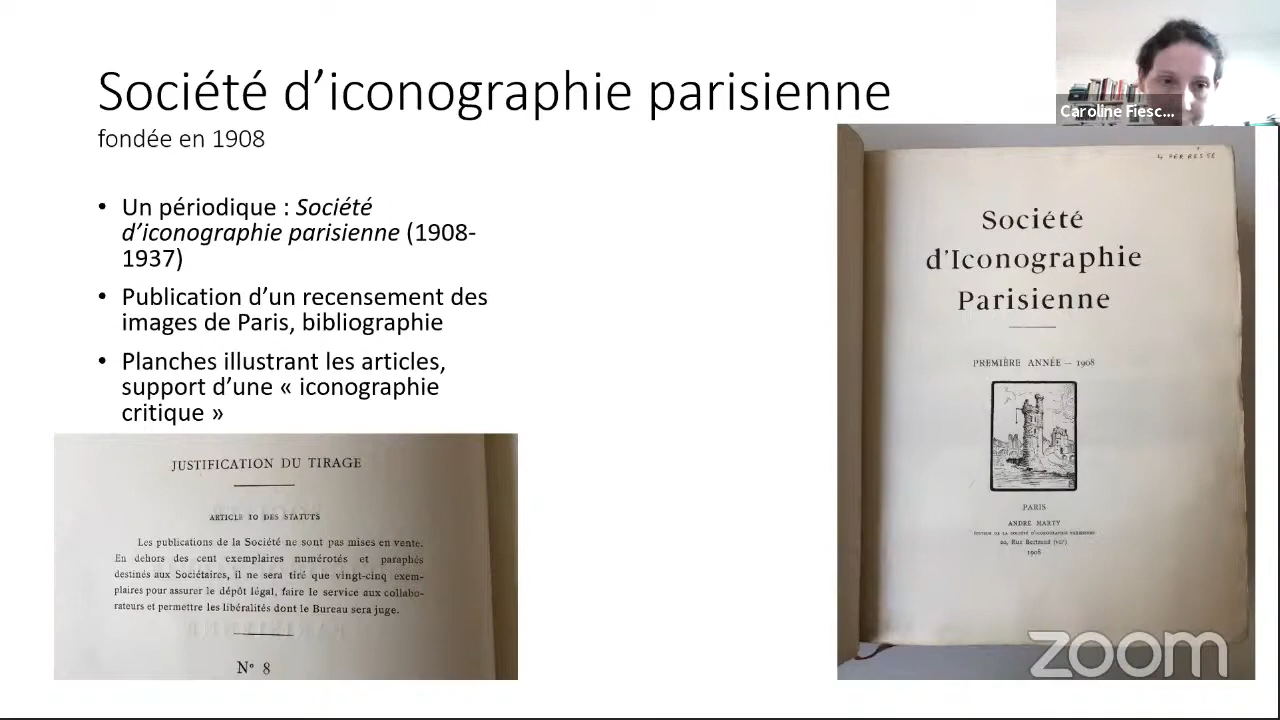 Société d’iconographie parisienne
fondée en 1908
• Un périodique : Société
d’iconographie parisienne (1908-
1937)
• Publication d’un recensement des
images de Paris, bibliographie
• Planches illustrant les articles,
support d’une « iconographie
critique »
JUSTIFICATION DU TIRAGE
ARTICLE 10 DES STATUTS
Les publications de la Société ne sont pas mises en vente.
En dehors des cent exemplaires numérotés et paraphés
destinés aux Sociétaires, il ne sera tiré que vingt-cinq exem-
plaires pour assurer le dépôt légal, faire le service aux collabo-
rateurs et permettre les libéralités dont le Bureau sera juge.
N° 8
Caroline Fiesc...
4 PER RES 56
Société
d’Iconographie
Parisienne
PREMIÈRE ANNÉE — 1908
PARIS
ANDRÉ MARTY
ÉDITEUR DE LA SOCIÉTÉ D’ICONOGRAPHIE PARISIENNE
20, Rue Bertrand (VIIᵉ)
1908
zoom